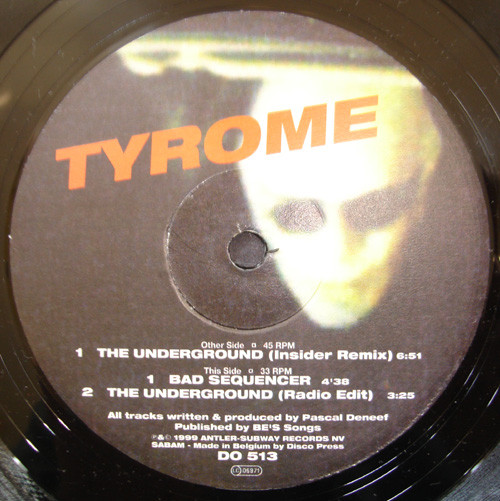 TYROME
Other Side ¤ 45 RPM
1 THE UNDERGROUND (Insider Remix) 6:51
This Side ¤ 33 RPM
1 BAD SEQUENCER 4'38
2 THE UNDERGROUND (Radio Edit) 3:25
All tracks written & produced by Pascal Deneef
Published by BE'S Songs
℗&© 1999 ANTLER-SUBWAY RECORDS NV
SABAM - Made in Belgium by Disco Press
DO 513
LC 05971